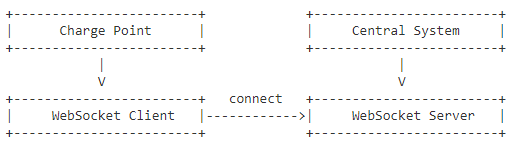 +------------------------+             +------------------------+
|      Charge Point      |             |     Central System     |
+------------------------+             +------------------------+
            |                                      |
            V                                      V
+------------------------+   connect   +------------------------+
|     WebSocket Client   |------------>|     WebSocket Server   |
+------------------------+             +------------------------+